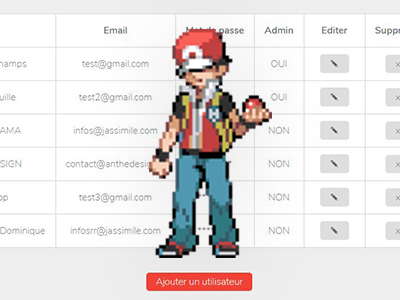 Email Mot de passe Admin Editer Suppr
hamps test@gmail.com OUI x
uille test2@gmail.com OUI x
AMA infos@jassimile.com NON x
SIGN contact@anthedesig NON x
op test3@gmail.com NON x
Dominique infosrr@jassimile.com NON x
Ajouter un utilisateur